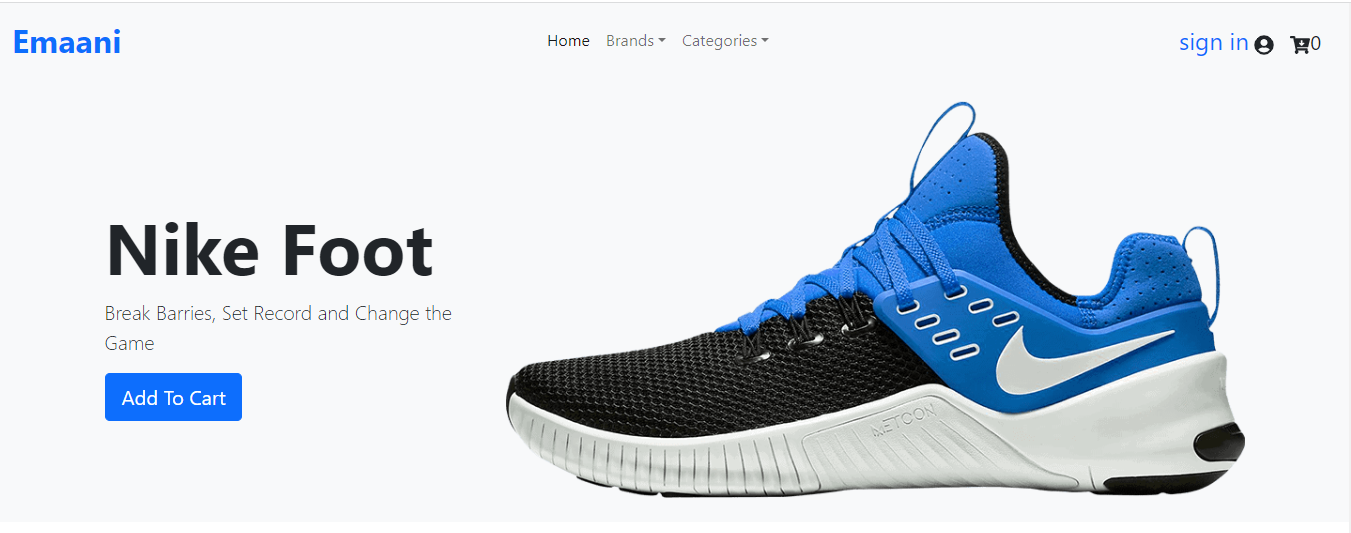 Emaani
Home Brands Categories
sign in 0
Nike Foot
Break Barries, Set Record and Change the
Game
Add To Cart
METCON